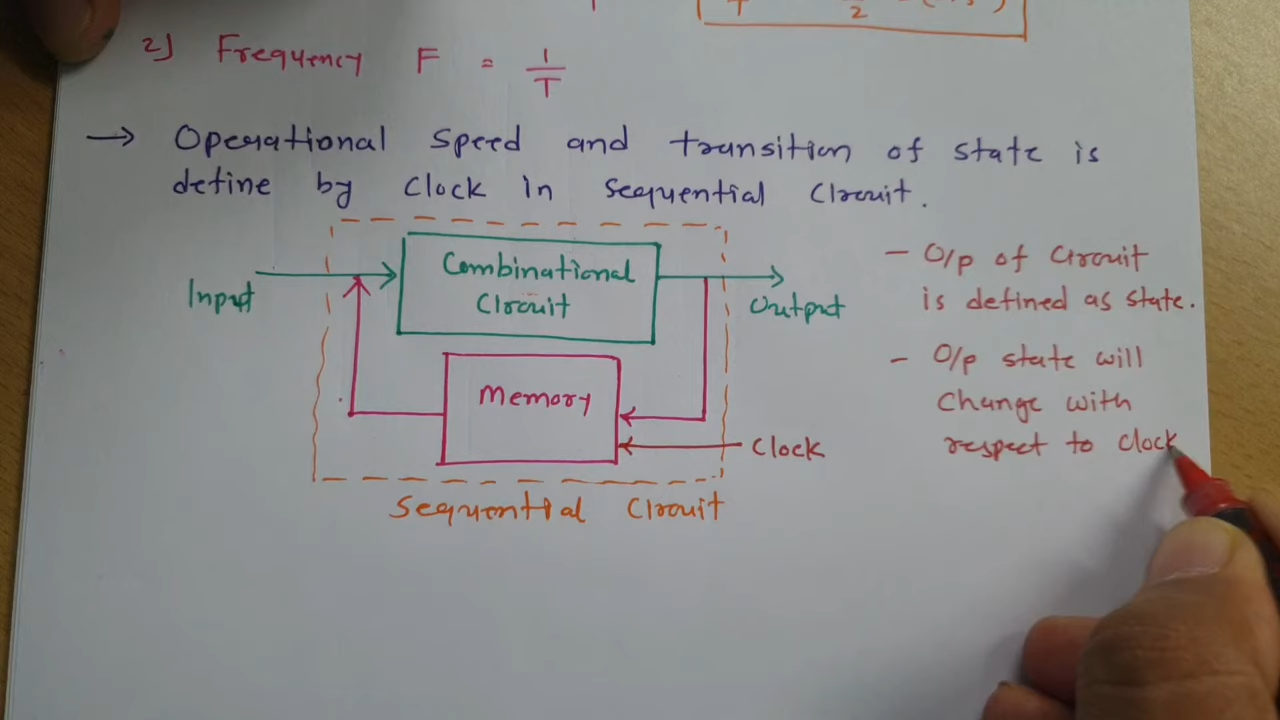 2) Frequency F = 1/T
→ Operational speed and transition of state is
define by clock in sequential circuit.
Input
Combinational
Circuit
Output
Memory
Clock
Sequential Circuit
- O/p of circuit
is defined as state.
- O/p state will
change with
respect to clock